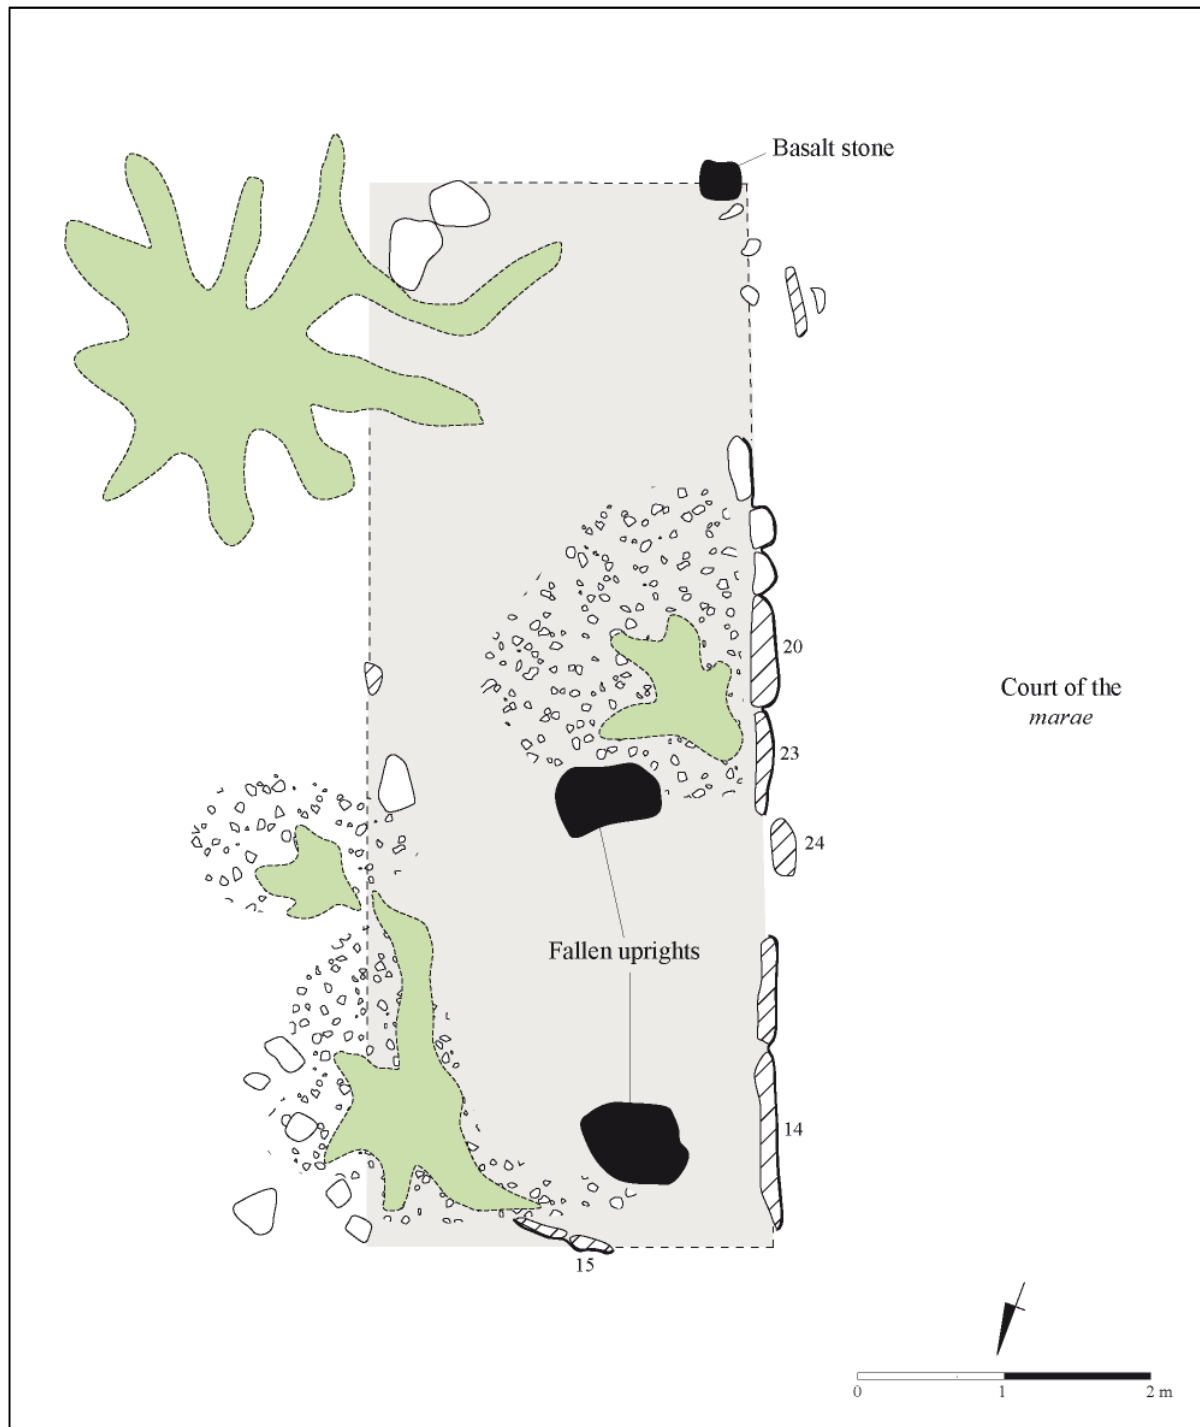 Basalt stone
20
Court of the
marae
23
24
Fallen uprights
14
15
0 1 2 m